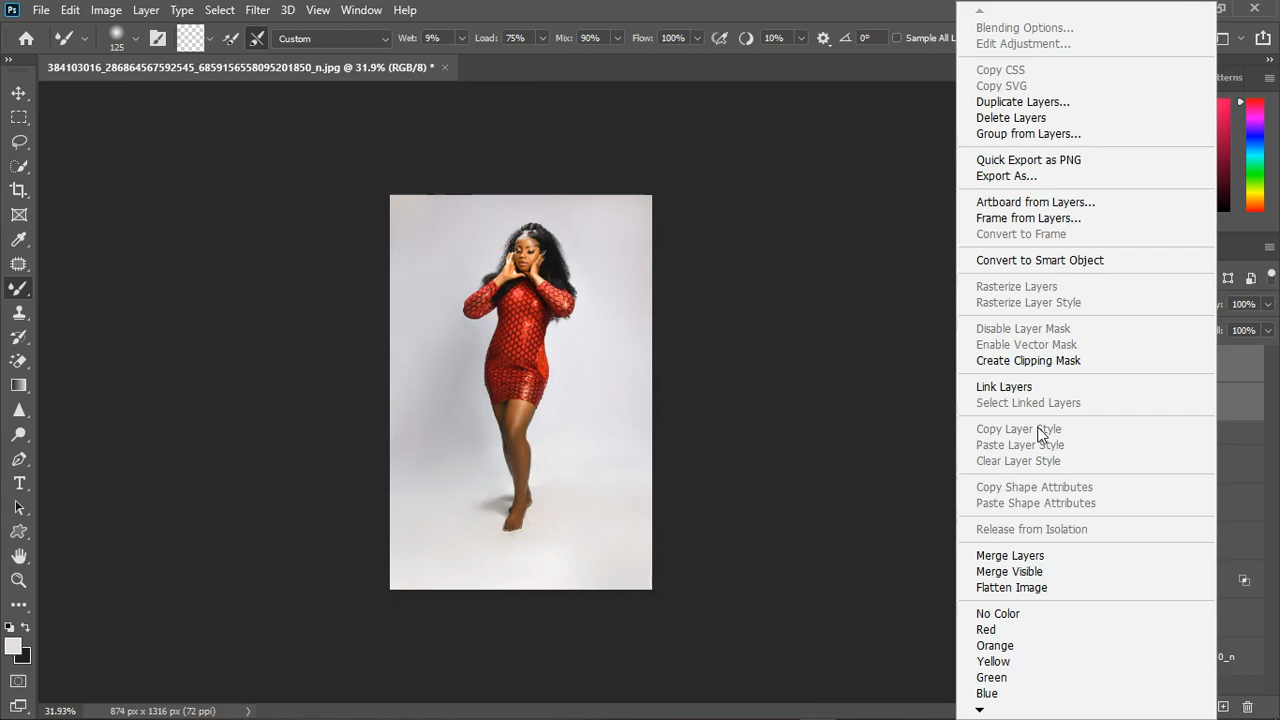 Ps File Edit Image Layer Type Select Filter 3D View Window Help
125 Custom Wet: 9% Load: 75% Mix: 90% Flow: 100% 10% 0° Sample All L
384103016_286864567592545_6859156558095201850_n.jpg @ 31.9% (RGB/8) *
Blending Options...
Edit Adjustment...
Copy CSS
Copy SVG
Duplicate Layers...
Delete Layers
Group from Layers...
Quick Export as PNG
Export As...
Artboard from Layers...
Frame from Layers...
Convert to Frame
Convert to Smart Object
Rasterize Layers
Rasterize Layer Style
Disable Layer Mask
Enable Vector Mask
Create Clipping Mask
Link Layers
Select Linked Layers
Copy Layer Style
Paste Layer Style
Clear Layer Style
Copy Shape Attributes
Paste Shape Attributes
Release from Isolation
Merge Layers
Merge Visible
Flatten Image
No Color
Red
Orange
Yellow
Green
Blue
tterns
y: 100%
ll: 100%
0_n
31.93% 874 px x 1316 px (72 ppi)